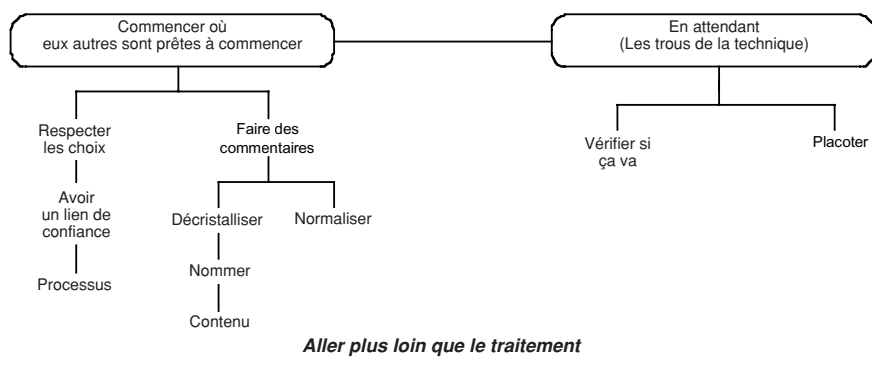 Commencer où
eux autres sont prêtes à commencer
En attendant
(Les trous de la technique)
Respecter
les choix
Faire des
commentaires
Vérifier si
ça va
Placoter
Avoir
un lien de
confiance
Décristalliser
Normaliser
Processus
Nommer
Contenu
Aller plus loin que le traitement